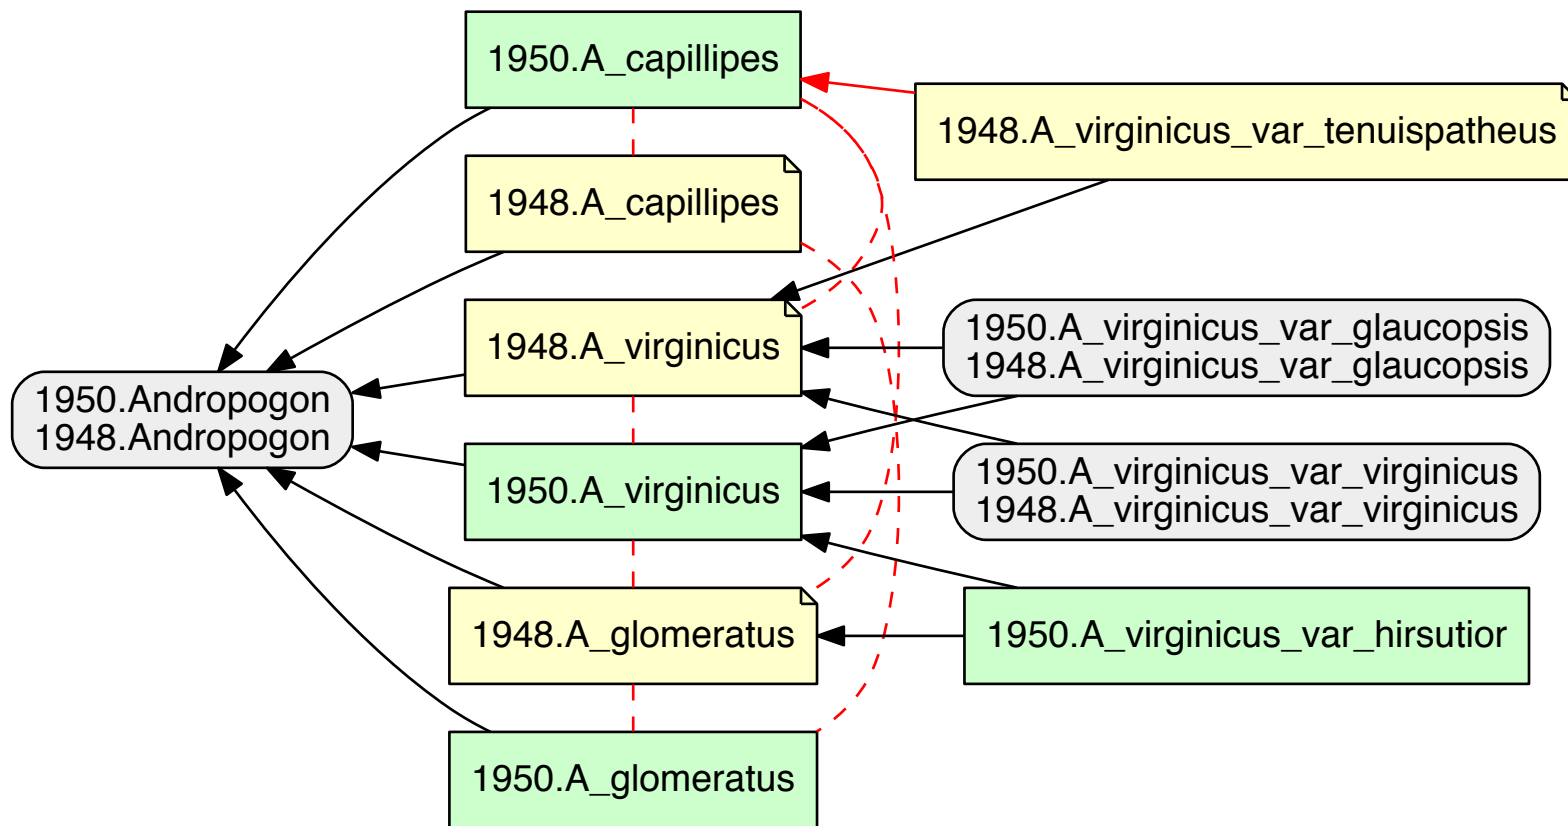 1950.A_capillipes
1948.A_virginicus_var_tenuispatheus
1948.A_capillipes
1948.A_virginicus
1950.A_virginicus_var_glaucopsis
1948.A_virginicus_var_glaucopsis
1950.Andropogon
1948.Andropogon
1950.A_virginicus
1950.A_virginicus_var_virginicus
1948.A_virginicus_var_virginicus
1948.A_glomeratus
1950.A_virginicus_var_hirsutior
1950.A_glomeratus